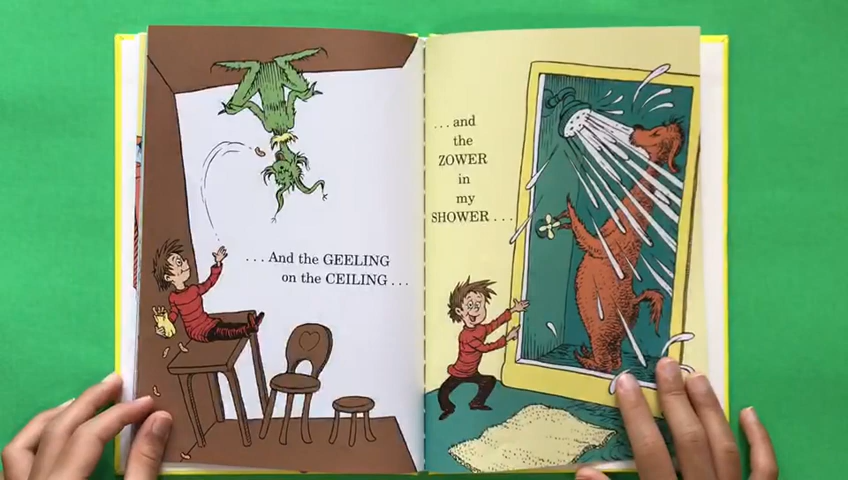 ...And the GEELING
on the CEILING...
...and
the
ZOWER
in
my
SHOWER...